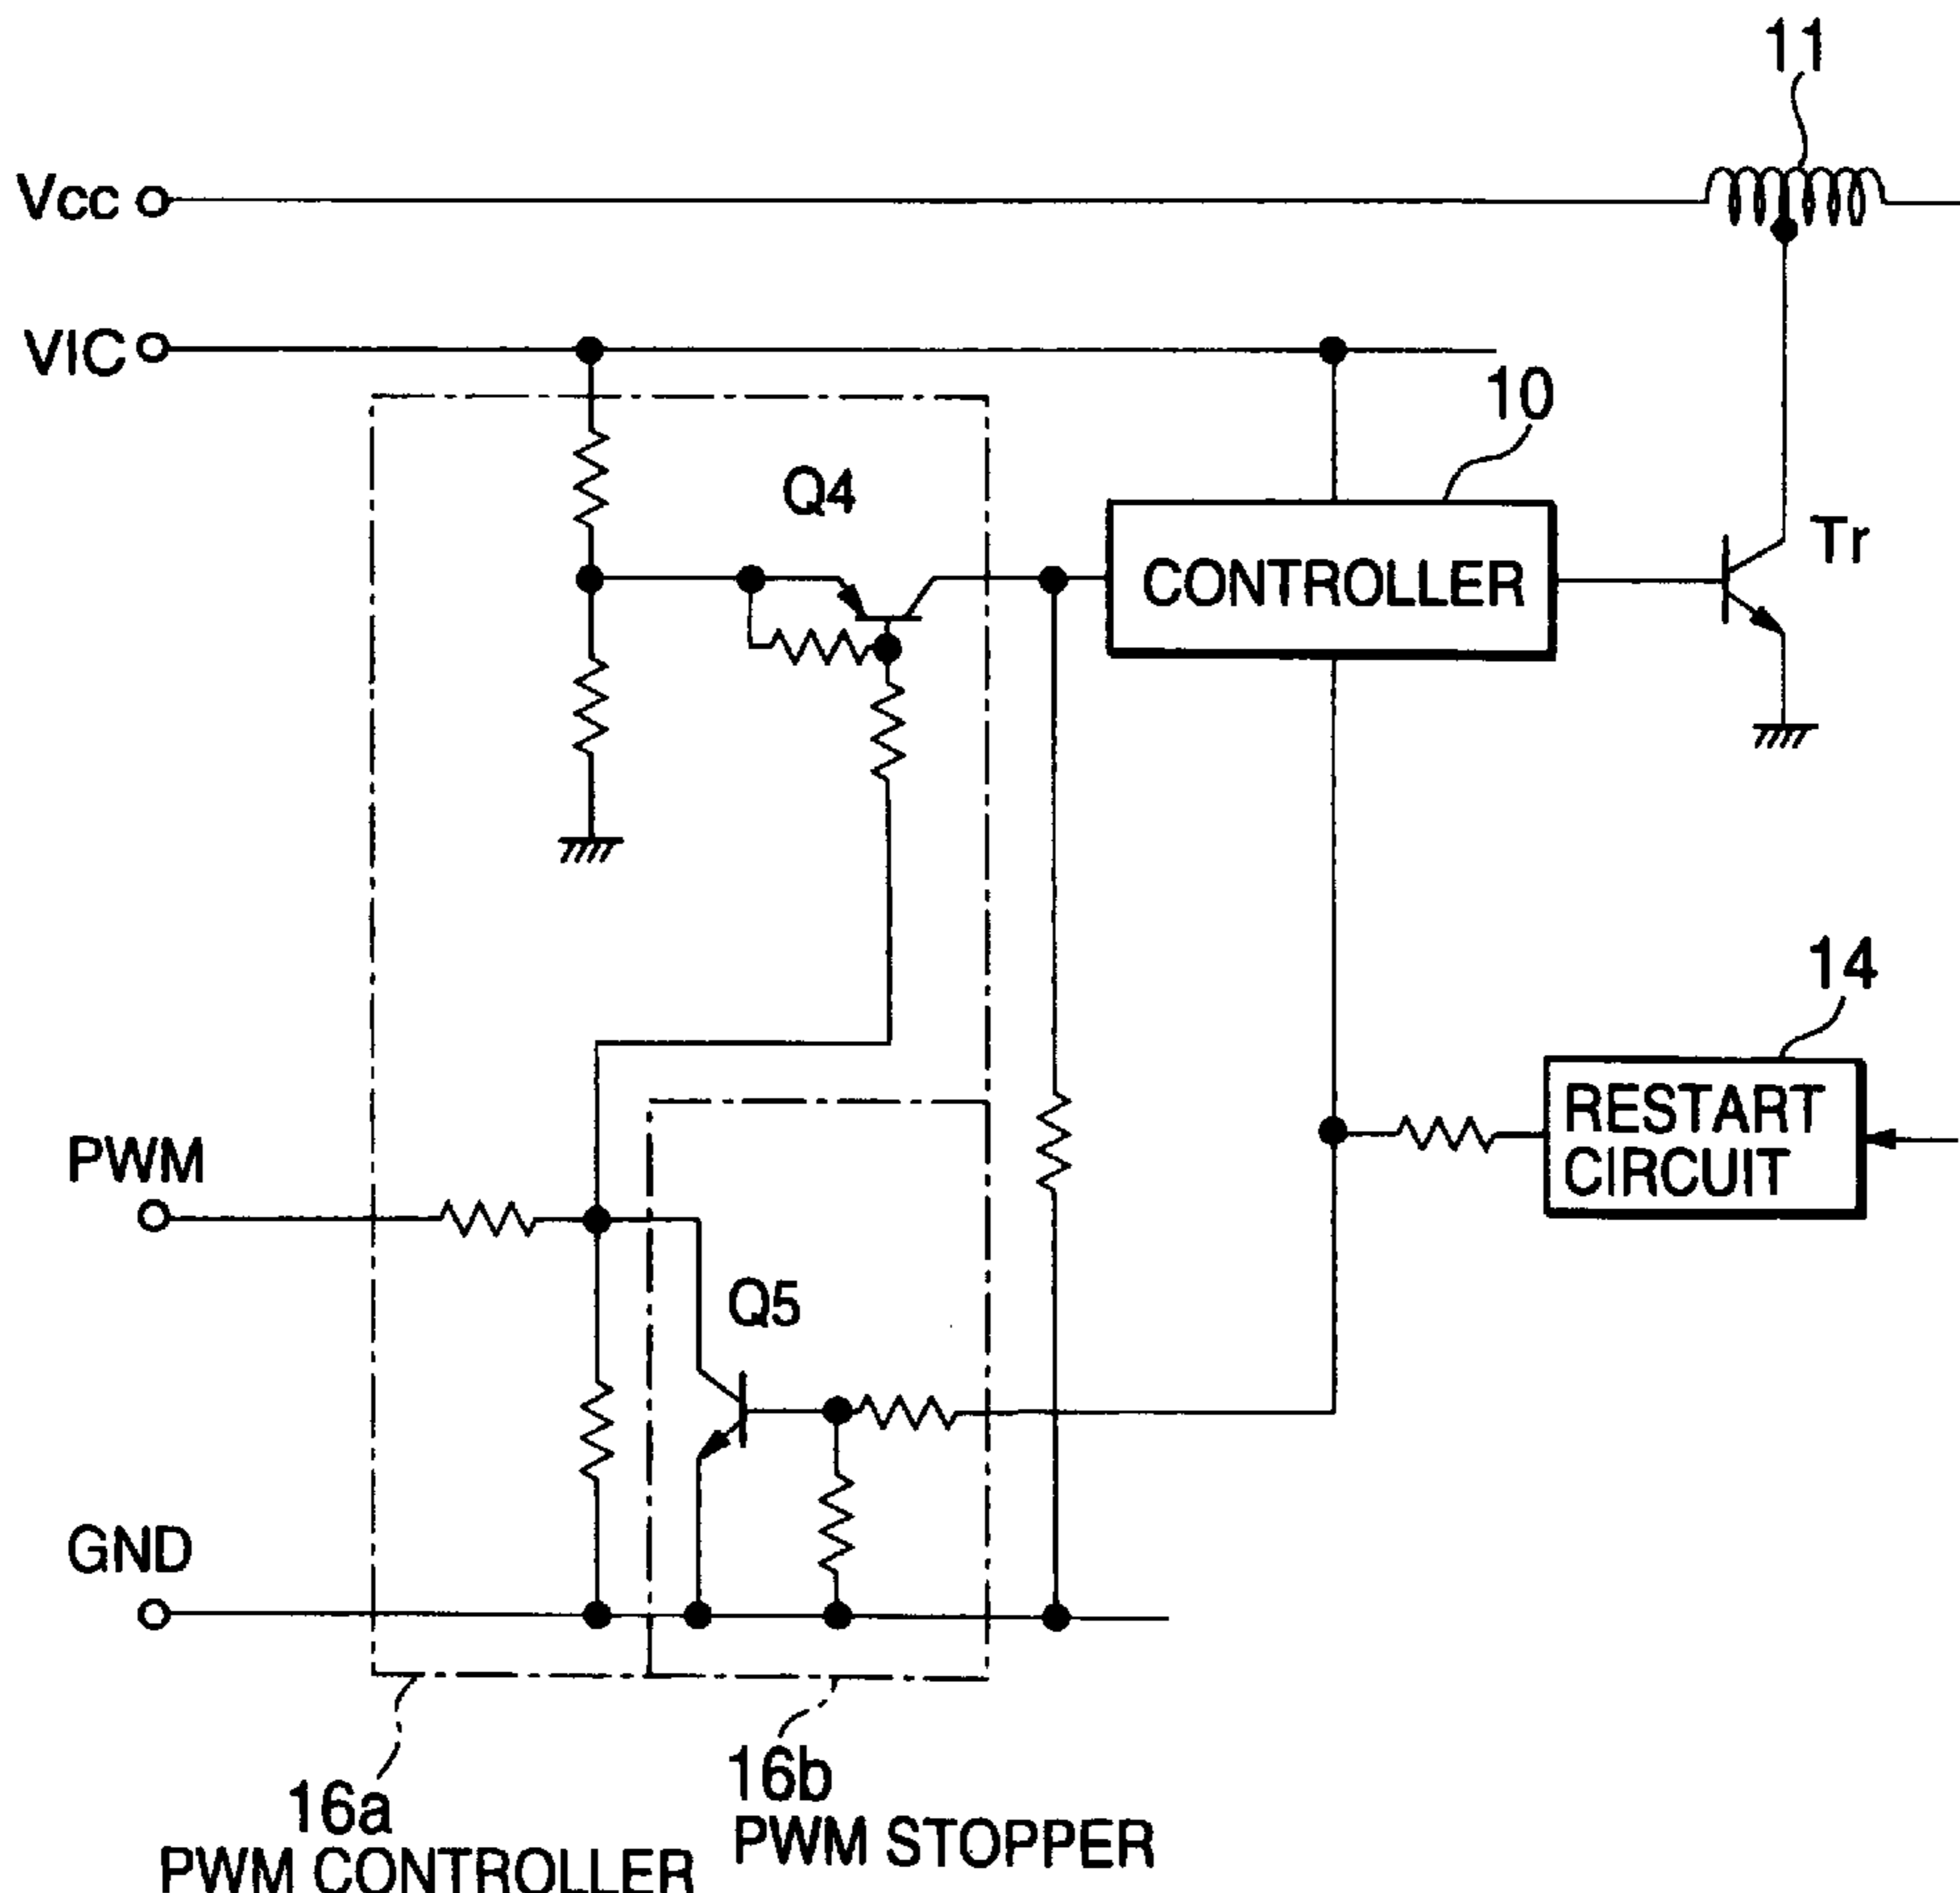 11
Vcc
VIC
10
Q4
CONTROLLER
Tr
14
RESTART
CIRCUIT
PWM
Q5
GND
16a
PWM CONTROLLER
16b
PWM STOPPER